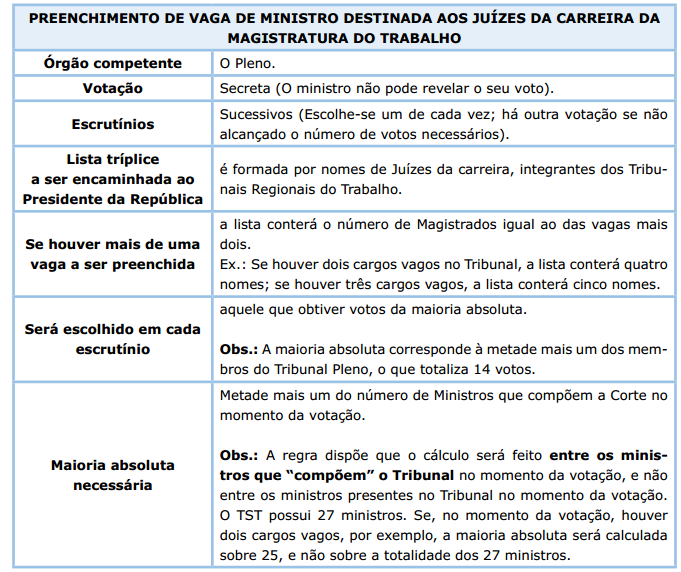 PREENCHIMENTO DE VAGA DE MINISTRO DESTINADA AOS JUÍZES DA CARREIRA DA
MAGISTRATURA DO TRABALHO
Órgão competente
O Pleno.
Votação
Secreta (O ministro não pode revelar o seu voto).
Escrutínios
Sucessivos (Escolhe-se um de cada vez; há outra votação se não
alcançado o número de votos necessários).
Lista tríplice
a ser encaminhada ao
Presidente da República
é formada por nomes de Juízes da carreira, integrantes dos Tribu-
nais Regionais do Trabalho.
Se houver mais de uma
vaga a ser preenchida
a lista conterá o número de Magistrados igual ao das vagas mais
dois.
Ex.: Se houver dois cargos vagos no Tribunal, a lista conterá quatro
nomes; se houver três cargos vagos, a lista conterá cinco nomes.
Será escolhido em cada
escrutínio
aquele que obtiver votos da maioria absoluta.
Obs.: A maioria absoluta corresponde à metade mais um dos mem-
bros do Tribunal Pleno, o que totaliza 14 votos.
Maioria absoluta
necessária
Metade mais um do número de Ministros que compõem a Corte no
momento da votação.
Obs.: A regra dispõe que o cálculo será feito entre os minis-
tros que “compõem” o Tribunal no momento da votação, e não
entre os ministros presentes no Tribunal no momento da votação.
O TST possui 27 ministros. Se, no momento da votação, houver
dois cargos vagos, por exemplo, a maioria absoluta será calculada
sobre 25, e não sobre a totalidade dos 27 ministros.